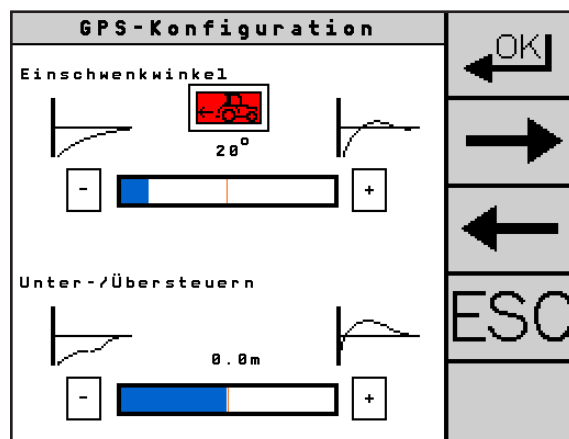 GPS-Konfiguration
OK
Einschwenkwinkel
20°
- +
Unter-/Übersteuern
ESC
0.0m
- +